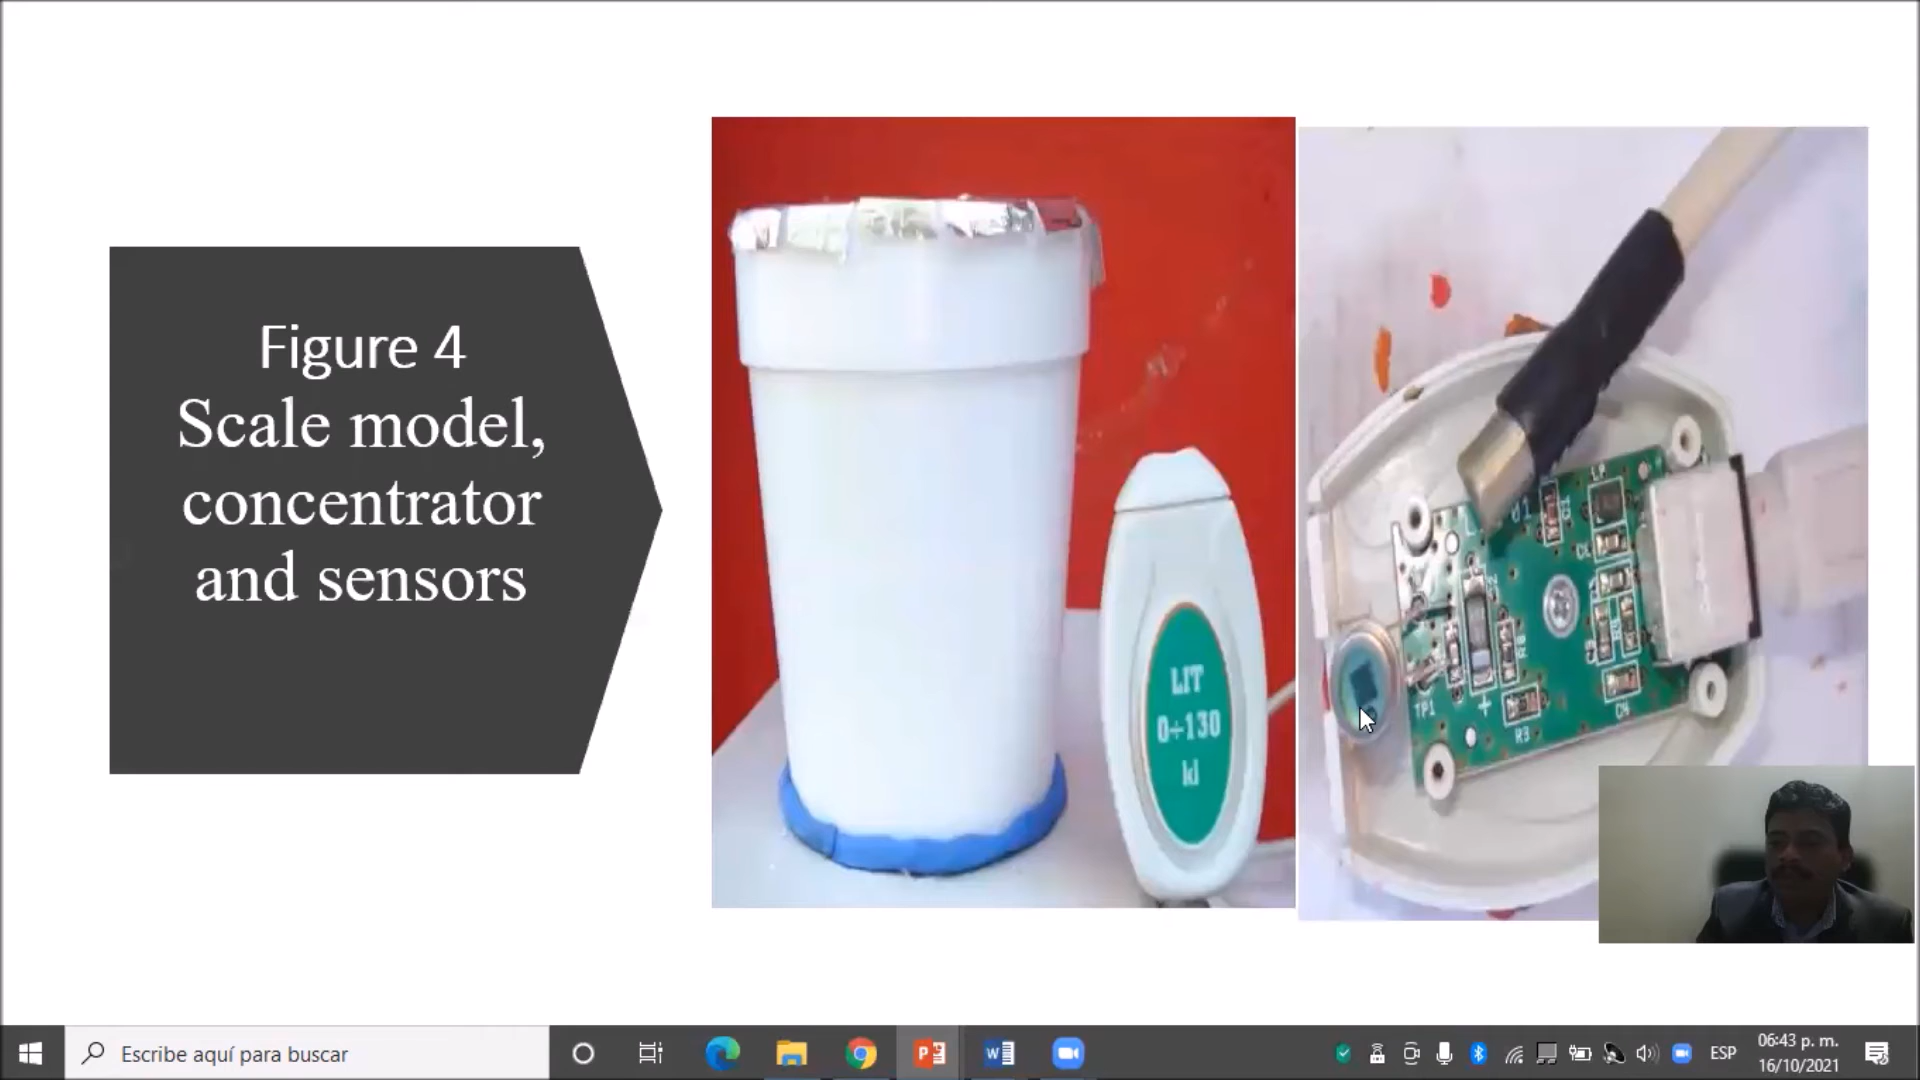 Figure 4
Scale model,
concentrator
and sensors
LIT
0÷130
kl
TP1
R3
C4
Escribe aquí para buscar
ESP
06:43 p. m.
16/10/2021